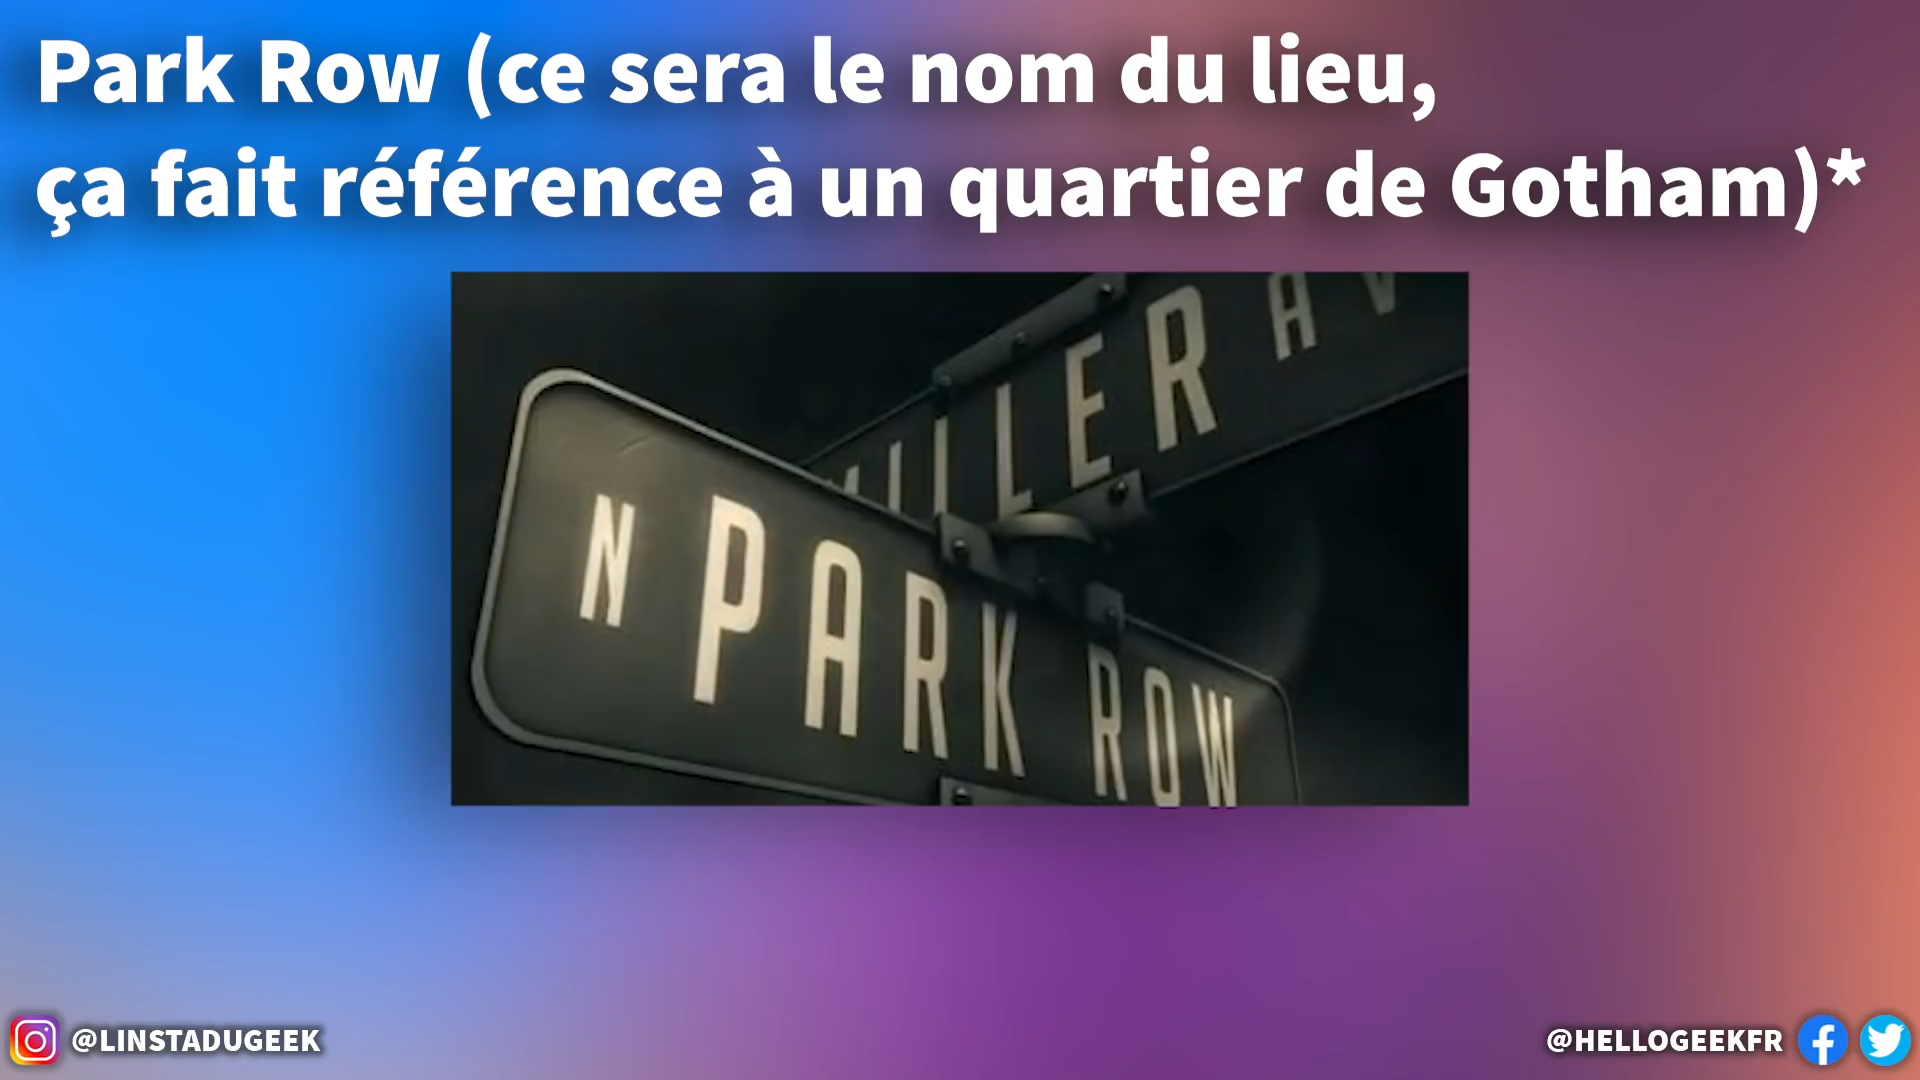 Park Row (ce sera le nom du lieu,
ça fait référence à un quartier de Gotham)*
MILLER AV
N PARK ROW
@LINSTADUGEEK
@HELLOGEEKFR